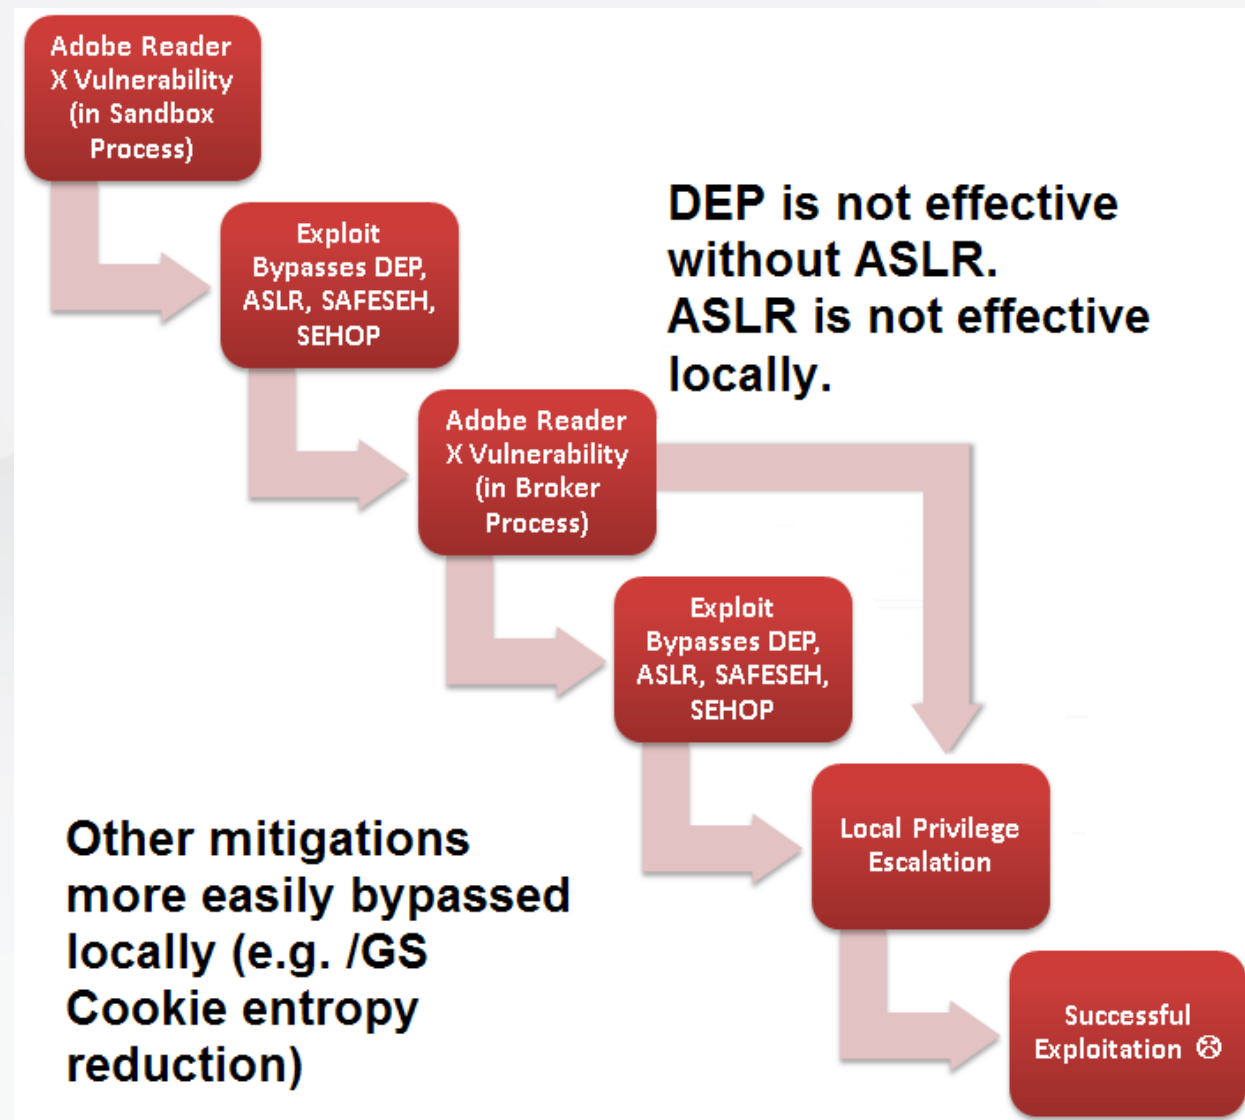 Adobe Reader
X Vulnerability
(in Sandbox
Process)
Exploit
Bypasses DEP,
ASLR, SAFESEH,
SEHOP
DEP is not effective
without ASLR.
ASLR is not effective
locally.
Adobe Reader
X Vulnerability
(in Broker
Process)
Exploit
Bypasses DEP,
ASLR, SAFESEH,
SEHOP
Local Privilege
Escalation
Other mitigations
more easily bypassed
locally (e.g. /GS
Cookie entropy
reduction)
Successful
Exploitation ☹